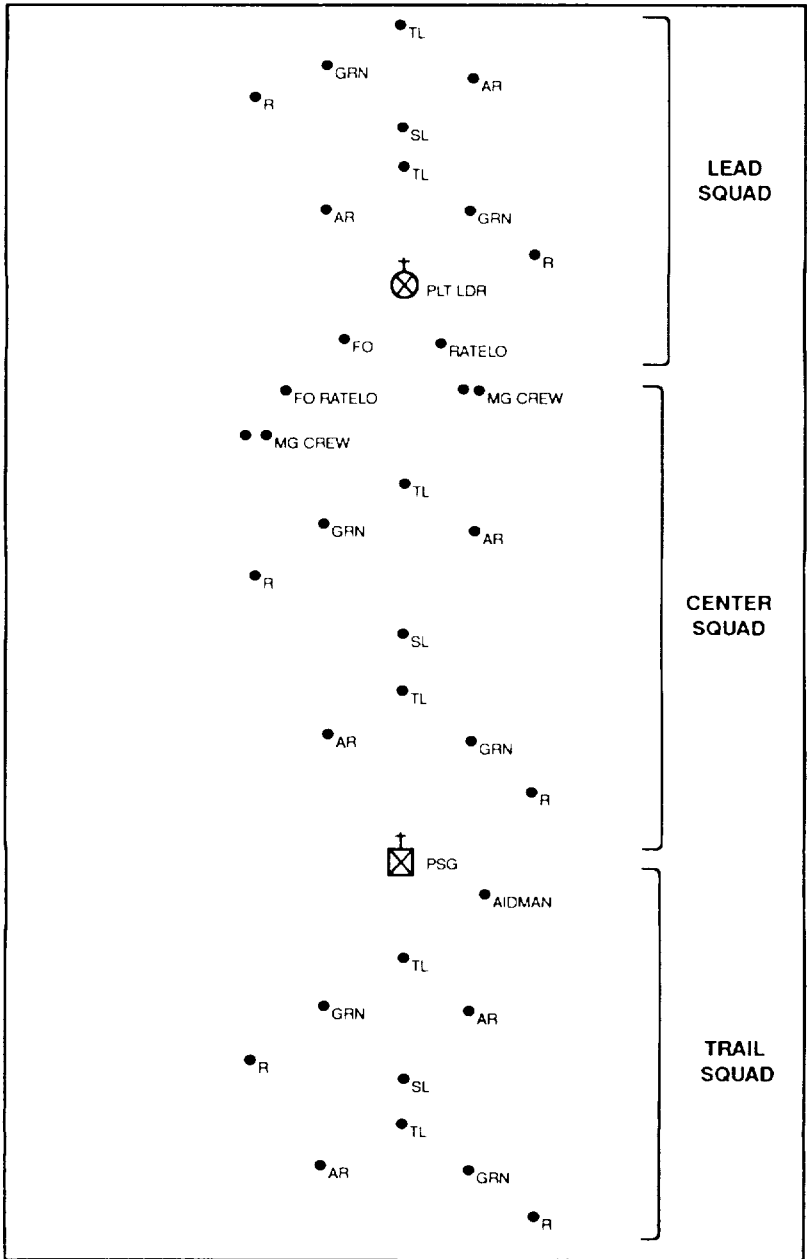 TL
GRN
AR
R
SL
TL
LEAD
SQUAD
AR
GRN
R
PLT LDR
FO
RATELO
FO RATELO
MG CREW
MG CREW
TL
GRN
AR
R
CENTER
SQUAD
SL
TL
AR
GRN
R
PSG
AIDMAN
TL
GRN
AR
R
TRAIL
SQUAD
SL
TL
AR
GRN
R